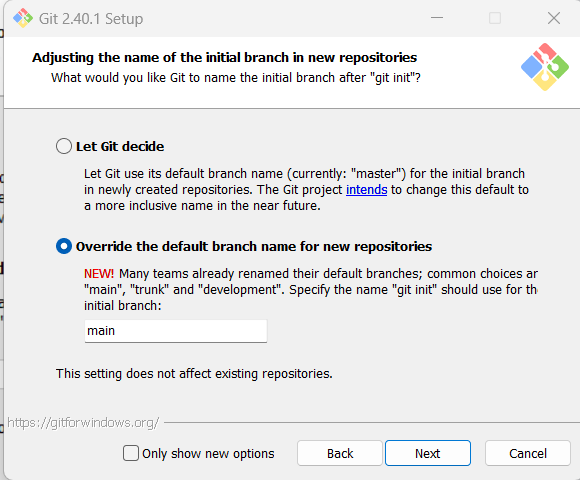 Git 2.40.1 Setup
Adjusting the name of the initial branch in new repositories
What would you like Git to name the initial branch after "git init"?
Let Git decide
Let Git use its default branch name (currently: "master") for the initial branch
in newly created repositories. The Git project intends to change this default to
a more inclusive name in the near future.
Override the default branch name for new repositories
NEW! Many teams already renamed their default branches; common choices ar
"main", "trunk" and "development". Specify the name "git init" should use for the
initial branch:
main
This setting does not affect existing repositories.
https://gitforwindows.org/
Only show new options
Back
Next
Cancel